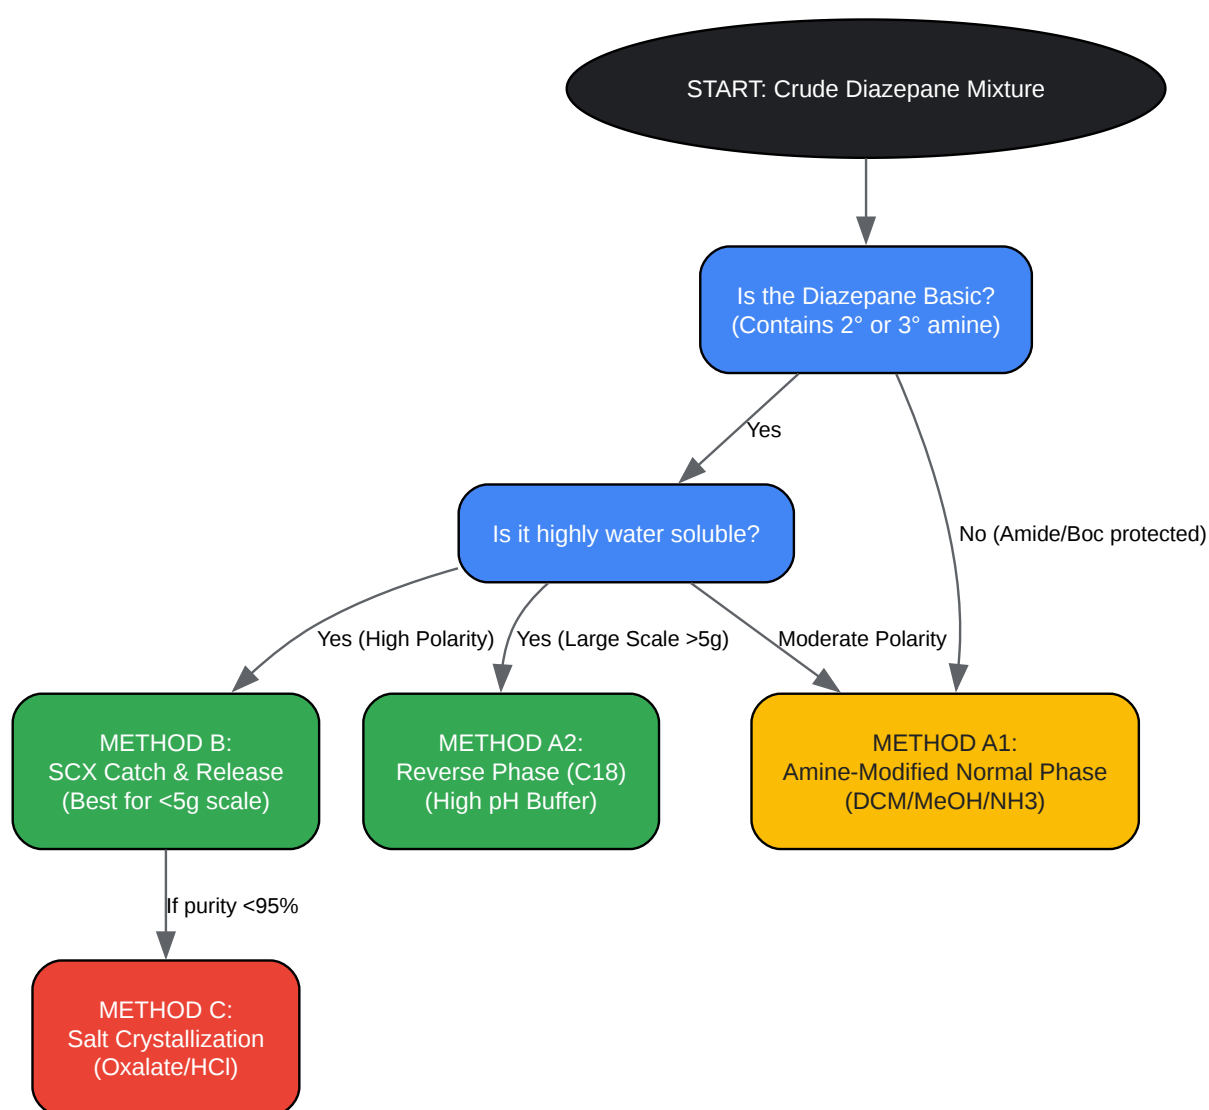 START: Crude Diazepane Mixture
Is the Diazepane Basic?
(Contains 2° or 3° amine)
Yes
No (Amide/Boc protected)
Is it highly water soluble?
Yes (High Polarity)
Yes (Large Scale >5g)
Moderate Polarity
METHOD B:
SCX Catch & Release
(Best for <5g scale)
METHOD A2:
Reverse Phase (C18)
(High pH Buffer)
METHOD A1:
Amine-Modified Normal Phase
(DCM/MeOH/NH3)
If purity <95%
METHOD C:
Salt Crystallization
(Oxalate/HCl)